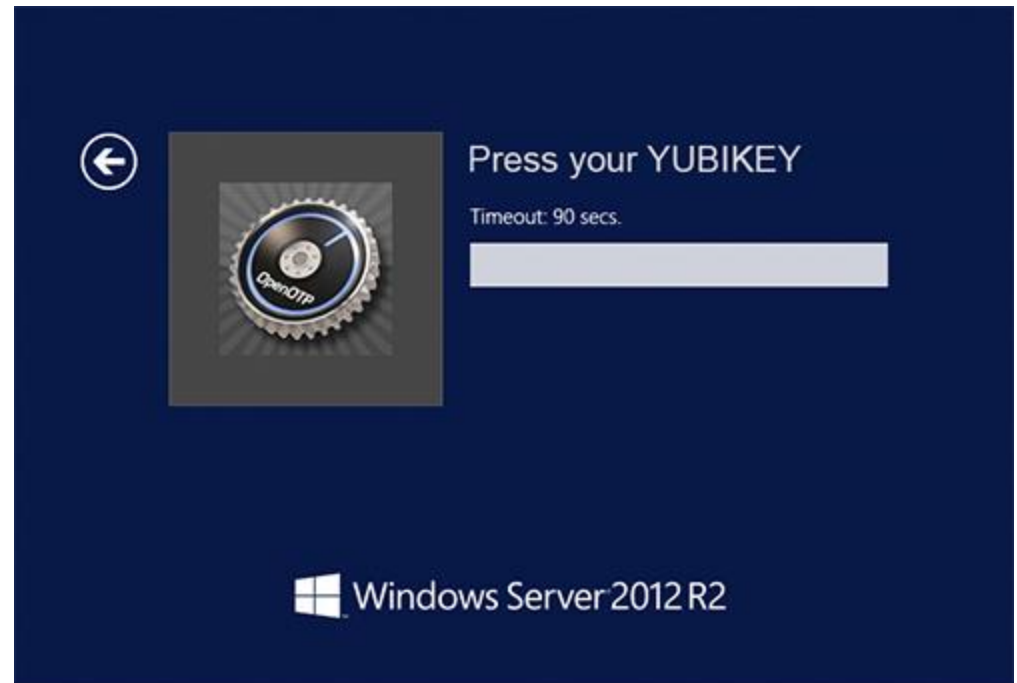 Press your YUBIKEY
Timeout: 90 secs.
OpenOTP
Windows Server 2012 R2